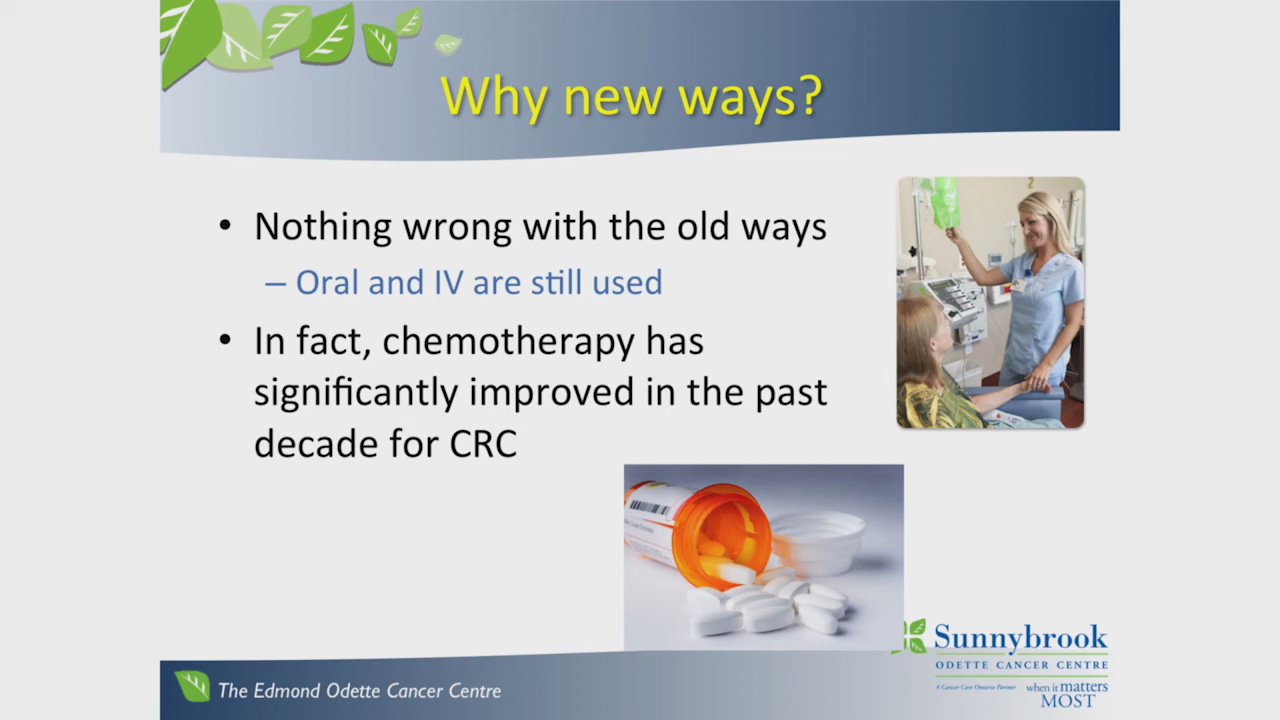 Why new ways?
• Nothing wrong with the old ways
– Oral and IV are still used
• In fact, chemotherapy has
significantly improved in the past
decade for CRC
2
Sunnybrook
ODETTE CANCER CENTRE
A Cancer Care Ontario Partner
when it matters
MOST
The Edmond Odette Cancer Centre